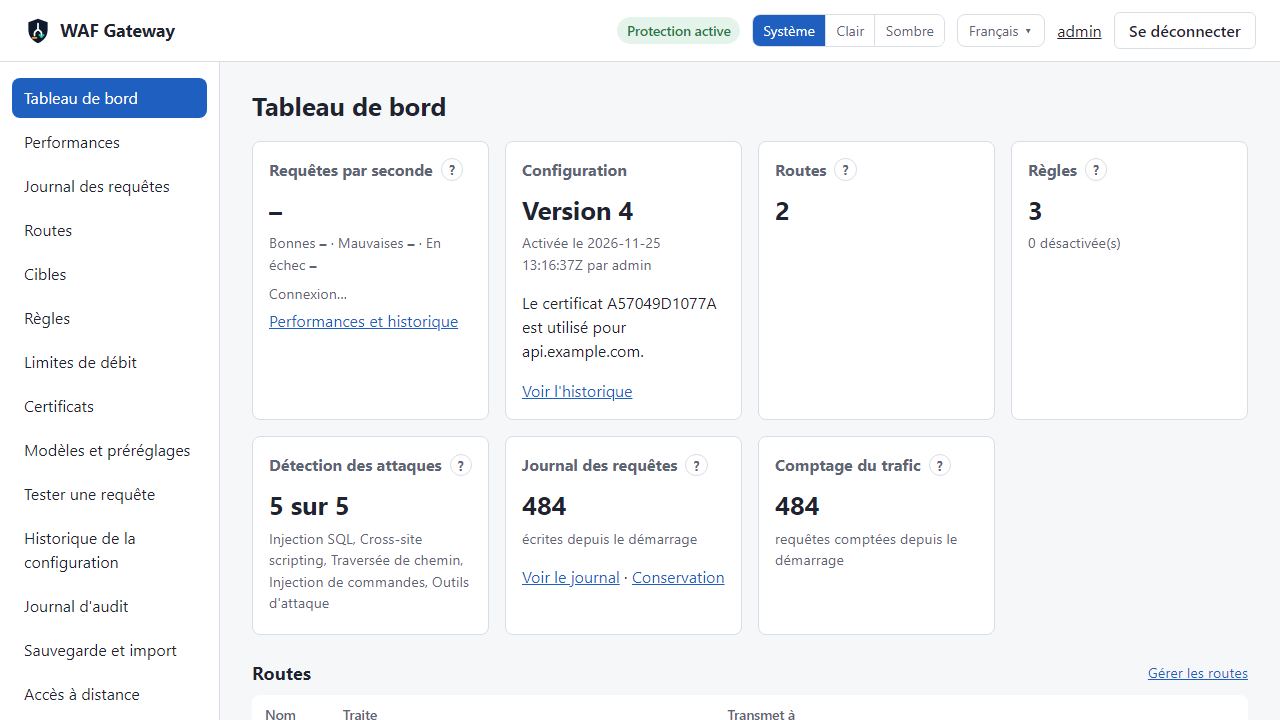 WAF Gateway
Protection active
Système
Clair
Sombre
Français
admin
Se déconnecter
Tableau de bord
Performances
Journal des requêtes
Routes
Cibles
Règles
Limites de débit
Certificats
Modèles et préréglages
Tester une requête
Historique de la
configuration
Journal d'audit
Sauvegarde et import
Accès à distance
Tableau de bord
Requêtes par seconde ?
–
Bonnes – · Mauvaises – · En
échec –
Connexion...
Performances et historique
Configuration
Version 4
Activée le 2026-11-25
13:16:37Z par admin
Le certificat A57049D1077A
est utilisé pour
api.example.com.
Voir l'historique
Routes ?
2
Règles ?
3
0 désactivée(s)
Détection des attaques ?
5 sur 5
Injection SQL, Cross-site
scripting, Traversée de chemin,
Injection de commandes, Outils
d'attaque
Journal des requêtes ?
484
écrites depuis le démarrage
Voir le journal · Conservation
Comptage du trafic ?
484
requêtes comptées depuis le
démarrage
Routes
Gérer les routes
Nom
Traite
Transmet à